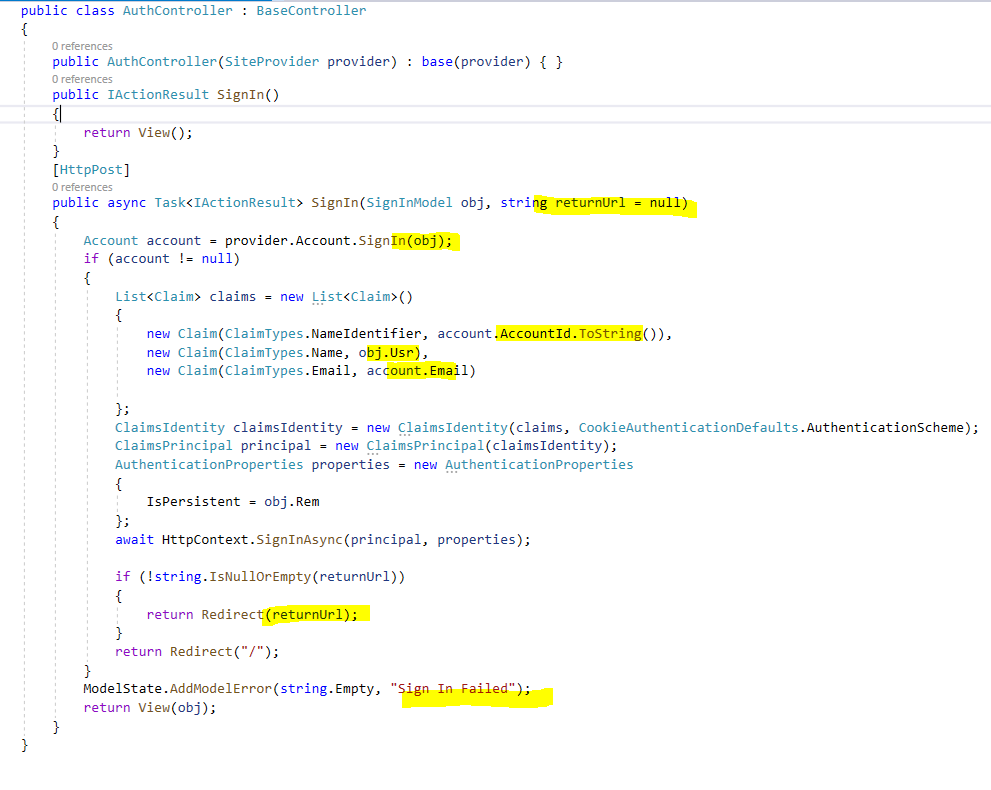 public class AuthController : BaseController
{
0 references
public AuthController(SiteProvider provider) : base(provider) { }
0 references
public IActionResult SignIn()
{
return View();
}
[HttpPost]
0 references
public async Task<IActionResult> SignIn(SignInModel obj, string returnUrl = null)
{
Account account = provider.Account.SignIn(obj);
if (account != null)
{
List<Claim> claims = new List<Claim>()
{
new Claim(ClaimTypes.NameIdentifier, account.AccountId.ToString()),
new Claim(ClaimTypes.Name, obj.Usr),
new Claim(ClaimTypes.Email, account.Email)
};
ClaimsIdentity claimsIdentity = new ClaimsIdentity(claims, CookieAuthenticationDefaults.AuthenticationScheme);
ClaimsPrincipal principal = new ClaimsPrincipal(claimsIdentity);
AuthenticationProperties properties = new AuthenticationProperties
{
IsPersistent = obj.Rem
};
await HttpContext.SignInAsync(principal, properties);
if (!string.IsNullOrEmpty(returnUrl))
{
return Redirect(returnUrl);
}
return Redirect("/");
}
ModelState.AddModelError(string.Empty, "Sign In Failed");
return View(obj);
}
}